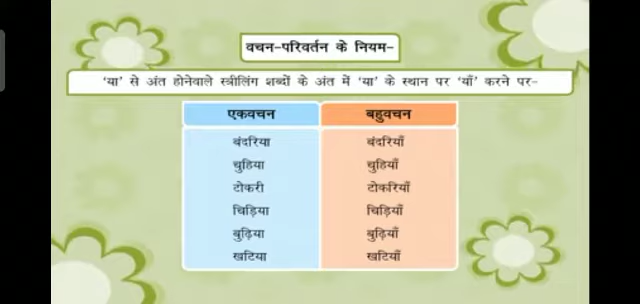 वचन-परिवर्तन के नियम-
'या' से अंत होनेवाले स्त्रीलिंग शब्दों के अंत में 'या' के स्थान पर 'याँ' करने पर-
एकवचन बहुवचन
बंदरिया बंदरियाँ
चुहिया चुहियाँ
टोकरी टोकरियाँ
चिड़िया चिड़ियाँ
बुढ़िया बुढ़ियाँ
खटिया खटियाँ